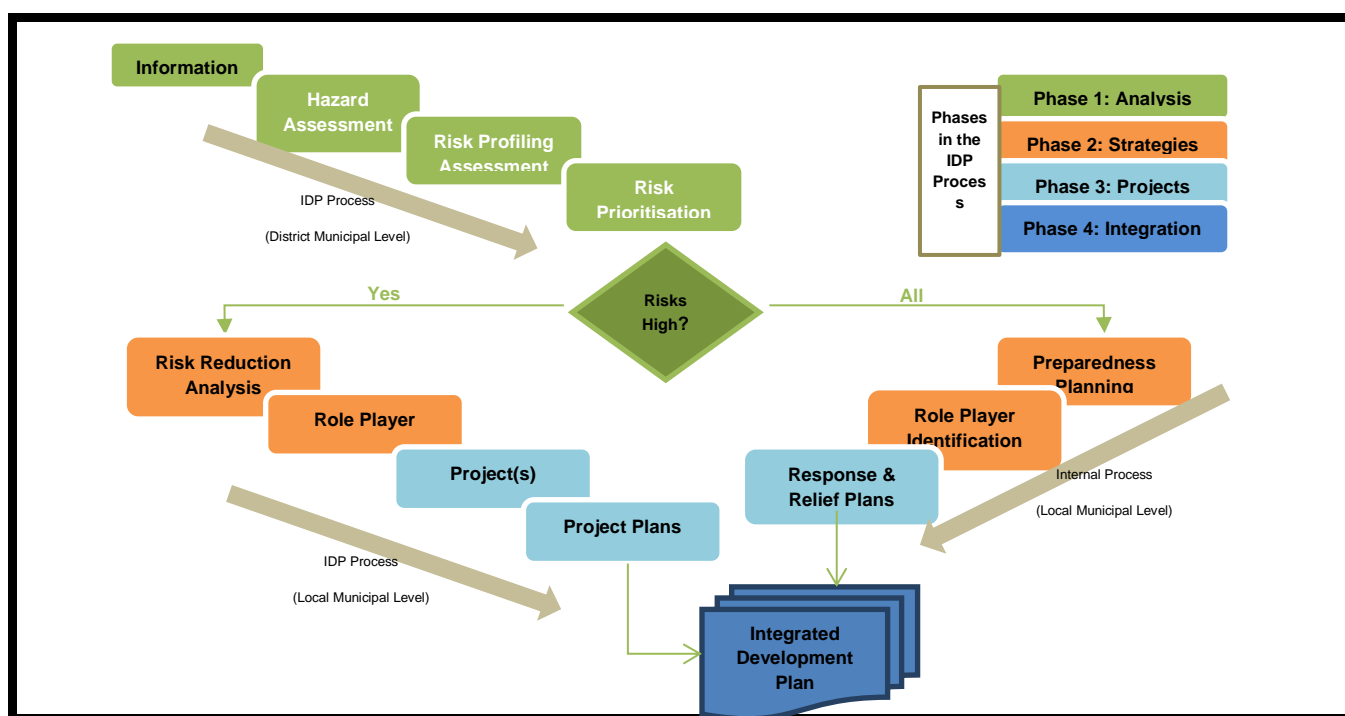 Information
Hazard
Assessment
Risk Profiling
Assessment
Risk
Prioritisation
IDP Process
(District Municipal Level)
Phases
in the
IDP
Proces
s
Phase 1: Analysis
Phase 2: Strategies
Phase 3: Projects
Phase 4: Integration
Yes
Risks
High?
All
Risk Reduction
Analysis
Role Player
Project(s)
Project Plans
IDP Process
(Local Municipal Level)
Preparedness
Planning
Role Player
Identification
Response &
Relief Plans
Internal Process
(Local Municipal Level)
Integrated
Development
Plan